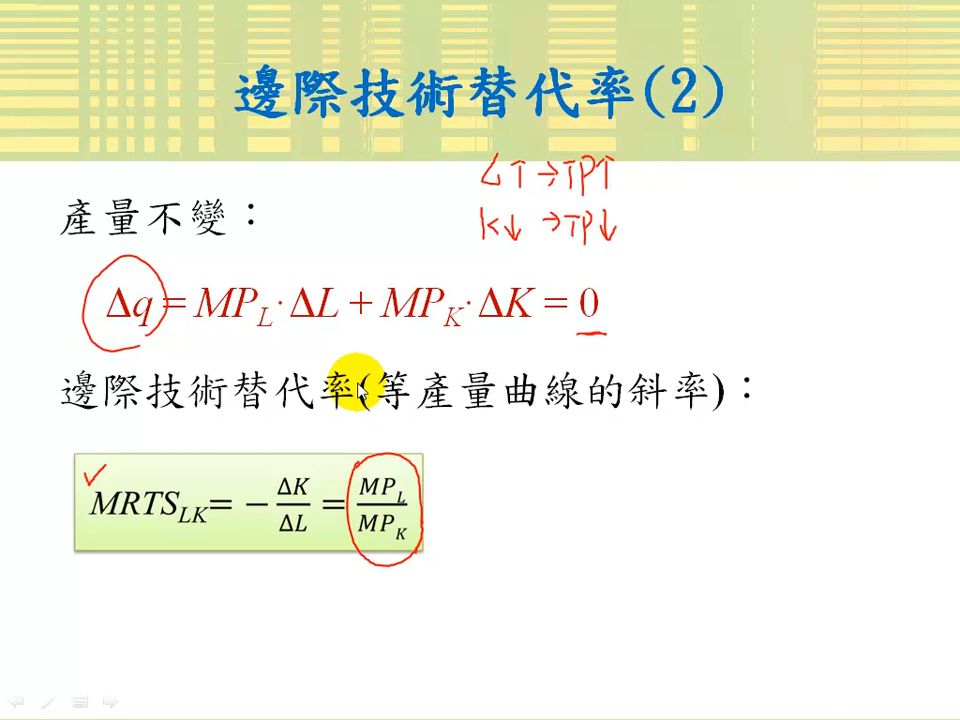 邊際技術替代率(2)
L↑→TP↑
K↓→TP↓
產量不變：
Δq = MP_L·ΔL + MP_K·ΔK = 0
邊際技術替代率(等產量曲線的斜率)：
MRTS_LK = − ΔK/ΔL = MP_L/MP_K